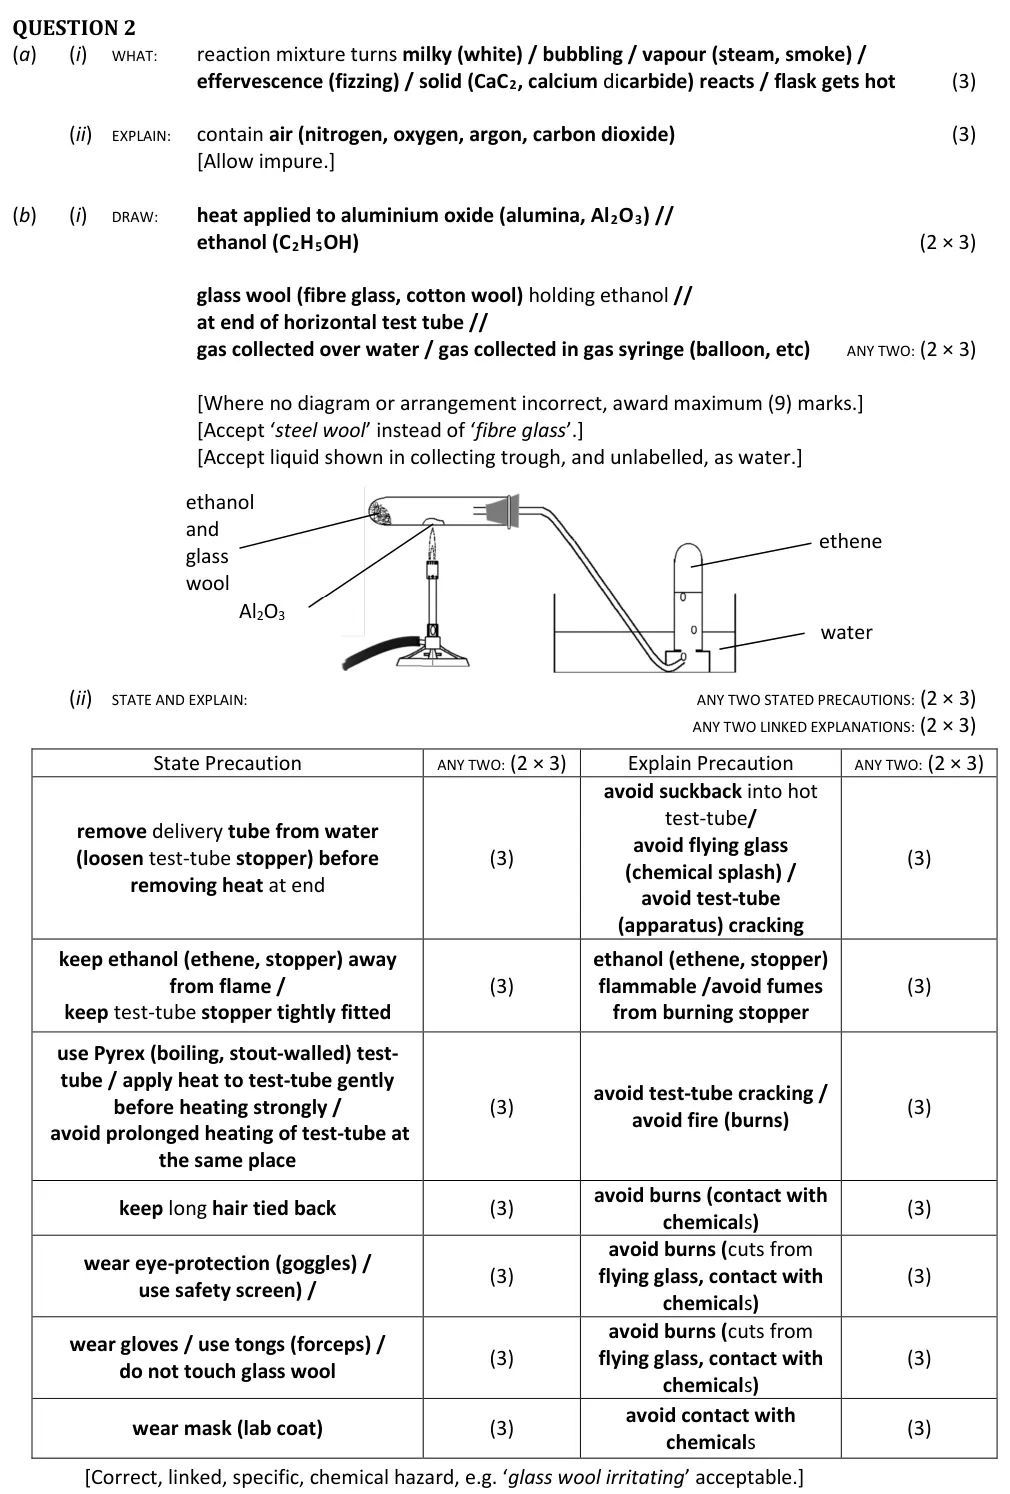 QUESTION 2
(a) (i) WHAT: reaction mixture turns milky (white) / bubbling / vapour (steam, smoke) /
effervescence (fizzing) / solid (CaC₂, calcium dicarbide) reacts / flask gets hot (3)
(ii) EXPLAIN: contain air (nitrogen, oxygen, argon, carbon dioxide) (3)
[Allow impure.]
(b) (i) DRAW: heat applied to aluminium oxide (alumina, Al₂O₃) //
ethanol (C₂H₅OH) (2 × 3)
glass wool (fibre glass, cotton wool) holding ethanol //
at end of horizontal test tube //
gas collected over water / gas collected in gas syringe (balloon, etc) ANY TWO: (2 × 3)
[Where no diagram or arrangement incorrect, award maximum (9) marks.]
[Accept ‘steel wool’ instead of ‘fibre glass’.]
[Accept liquid shown in collecting trough, and unlabelled, as water.]
ethanol
and
glass
wool
Al₂O₃
ethene
water
(ii) STATE AND EXPLAIN: ANY TWO STATED PRECAUTIONS: (2 × 3)
ANY TWO LINKED EXPLANATIONS: (2 × 3)
State Precaution ANY TWO: (2 × 3) Explain Precaution ANY TWO: (2 × 3)
remove delivery tube from water
(loosen test-tube stopper) before
removing heat at end
(3)
avoid suckback into hot
test-tube/
avoid flying glass
(chemical splash) /
avoid test-tube
(apparatus) cracking
(3)
keep ethanol (ethene, stopper) away
from flame /
keep test-tube stopper tightly fitted
(3)
ethanol (ethene, stopper)
flammable /avoid fumes
from burning stopper
(3)
use Pyrex (boiling, stout-walled) test-
tube / apply heat to test-tube gently
before heating strongly /
avoid prolonged heating of test-tube at
the same place
(3)
avoid test-tube cracking /
avoid fire (burns)
(3)
keep long hair tied back
(3)
avoid burns (contact with
chemicals)
(3)
wear eye-protection (goggles) /
use safety screen) /
(3)
avoid burns (cuts from
flying glass, contact with
chemicals)
(3)
wear gloves / use tongs (forceps) /
do not touch glass wool
(3)
avoid burns (cuts from
flying glass, contact with
chemicals)
(3)
wear mask (lab coat)
(3)
avoid contact with
chemicals
(3)
[Correct, linked, specific, chemical hazard, e.g. ‘glass wool irritating’ acceptable.]